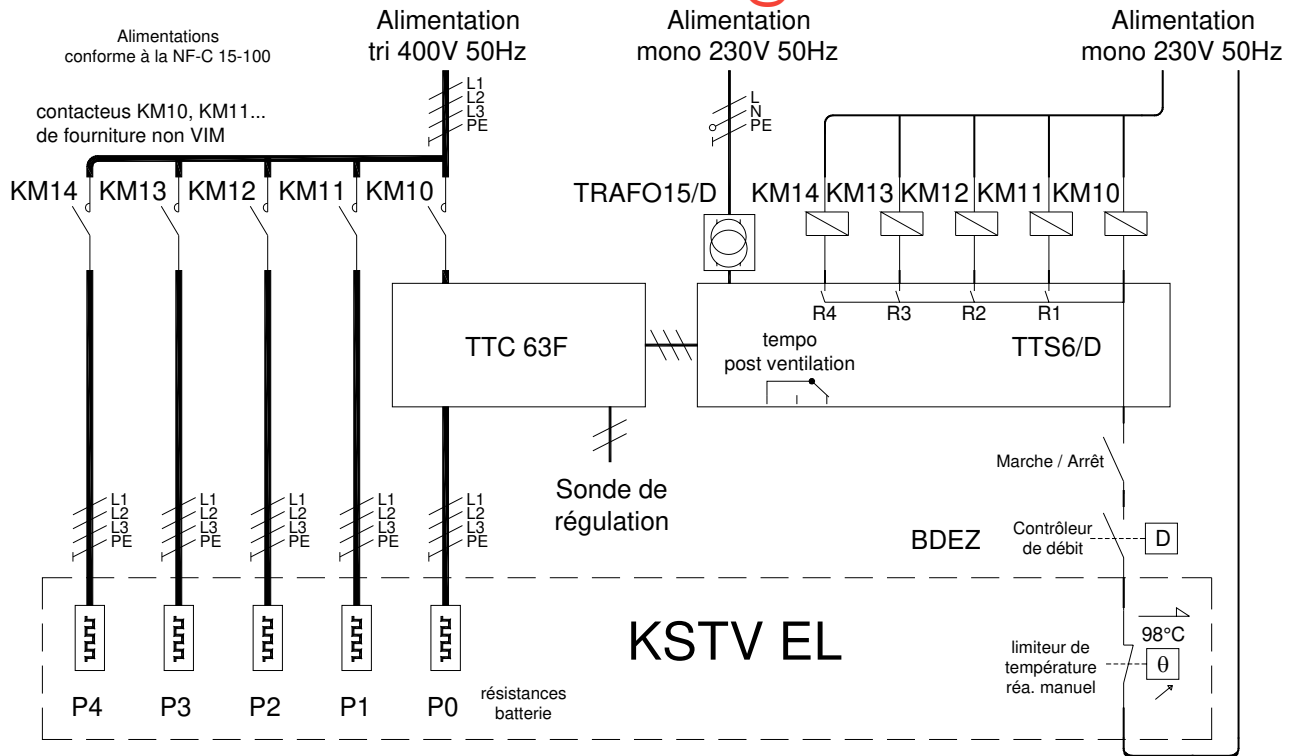 Alimentations
conforme à la NF-C 15-100
Alimentation
tri 400V 50Hz
Alimentation
mono 230V 50Hz
Alimentation
mono 230V 50Hz
contacteus KM10, KM11...
de fourniture non VIM
L1
L2
L3
PE
L
N
PE
KM14 KM13 KM12 KM11 KM10
TRAFO15/D
KM14 KM13 KM12 KM11 KM10
R4 R3 R2 R1
TTC 63F
tempo
post ventilation
TTS6/D
Sonde de
régulation
Marche / Arrêt
BDEZ
Contrôleur
de débit
D
L1
L2
L3
PE
L1
L2
L3
PE
L1
L2
L3
PE
L1
L2
L3
PE
L1
L2
L3
PE
KSTV EL
98°C
limiteur de
température
réa. manuel
θ
P4 P3 P2 P1 P0
résistances
batterie